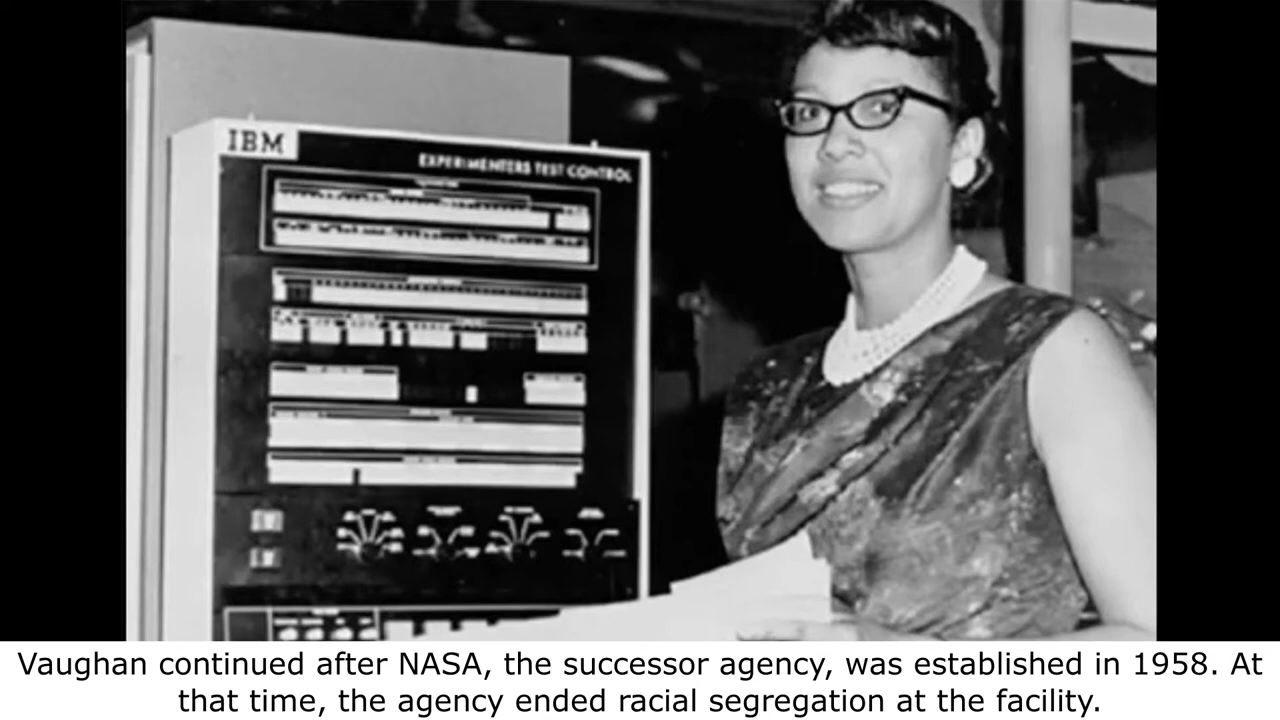 IBM
EXPERIMENTERS TEST CONTROL
Vaughan continued after NASA, the successor agency, was established in 1958. At
that time, the agency ended racial segregation at the facility.